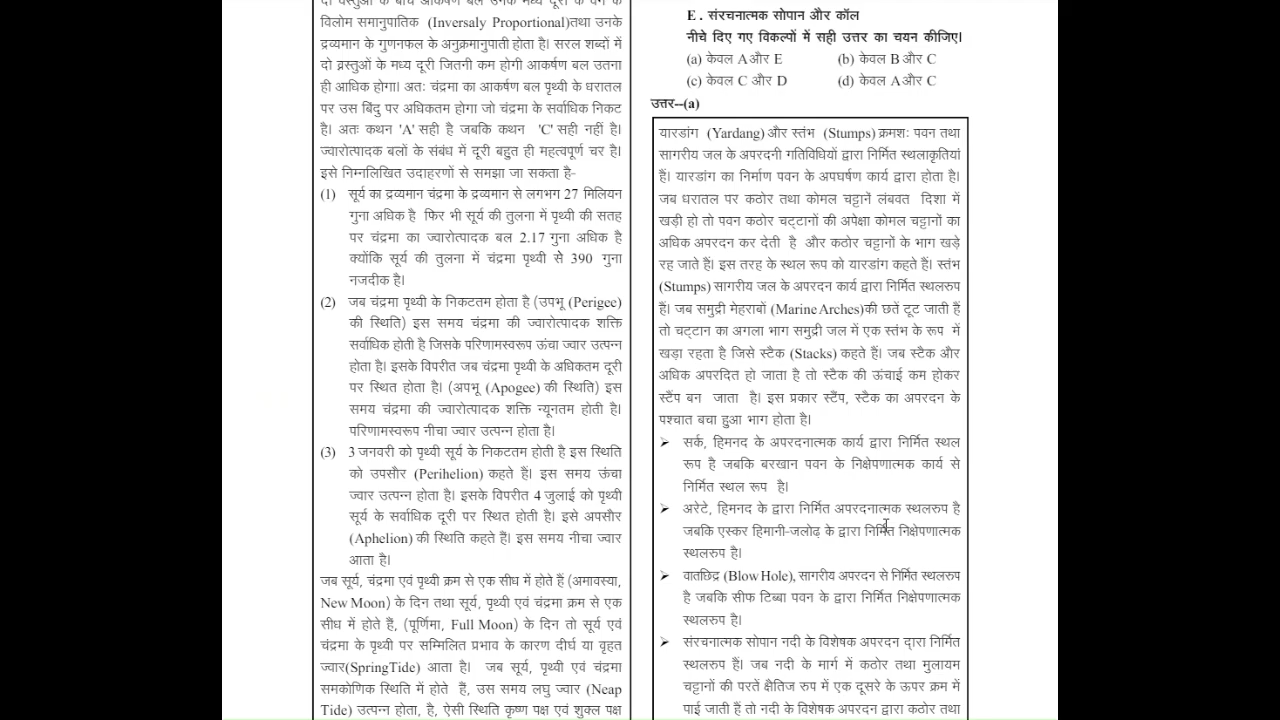 दो वस्तुओं के बीच आकर्षण बल उनके मध्य दूरी के वर्ग के
विलोम समानुपातिक (Inversaly Proportional)तथा उनके
द्रव्यमान के गुणनफल के अनुक्रमानुपाती होता है। सरल शब्दों में
दो व्रस्तुओं के मध्य दूरी जितनी कम होगी आकर्षण बल उतना
ही आधिक होगा। अतः चंद्रमा का आकर्षण बल पृथ्वी के धरातल
पर उस बिंदु पर अधिकतम होगा जो चंद्रमा के सर्वाधिक निकट
है। अतः कथन 'A' सही है जबकि कथन 'C' सही नहीं है।
ज्वारोत्पादक बलों के संबंध में दूरी बहुत ही महत्वपूर्ण चर है।
इसे निम्नलिखित उदाहरणों से समझा जा सकता है-
(1) सूर्य का द्रव्यमान चंद्रमा के द्रव्यमान से लगभग 27 मिलियन
गुना अधिक है फिर भी सूर्य की तुलना में पृथ्वी की सतह
पर चंद्रमा का ज्वारोत्पादक बल 2.17 गुना अधिक है
क्योंकि सूर्य की तुलना में चंद्रमा पृथ्वी से 390 गुना
नजदीक है।
(2) जब चंद्रमा पृथ्वी के निकटतम होता है (उपभू (Perigee)
की स्थिति) इस समय चंद्रमा की ज्वारोत्पादक शक्ति
सर्वाधिक होती है जिसके परिणामस्वरूप ऊंचा ज्वार उत्पन्न
होता है। इसके विपरीत जब चंद्रमा पृथ्वी के अधिकतम दूरी
पर स्थित होता है। (अपभू (Apogee) की स्थिति) इस
समय चंद्रमा की ज्वारोत्पादक शक्ति न्यूनतम होती है।
परिणामस्वरूप नीचा ज्वार उत्पन्न होता है।
(3) 3 जनवरी को पृथ्वी सूर्य के निकटतम होती है इस स्थिति
को उपसौर (Perihelion) कहते हैं। इस समय ऊंचा
ज्वार उत्पन्न होता है। इसके विपरीत 4 जुलाई को पृथ्वी
सूर्य के सर्वाधिक दूरी पर स्थित होती है। इसे अपसौर
(Aphelion) की स्थिति कहते हैं। इस समय नीचा ज्वार
आता है।
जब सूर्य, चंद्रमा एवं पृथ्वी क्रम से एक सीध में होते हैं (अमावस्या,
New Moon) के दिन तथा सूर्य, पृथ्वी एवं चंद्रमा क्रम से एक
सीघ में होते हैं, (पूर्णिमा, Full Moon) के दिन तो सूर्य एवं
चंद्रमा के पृथ्वी पर सम्मिलित प्रभाव के कारण दीर्घ या वृहत
ज्वार(Spring Tide) आता है। जब सूर्य, पृथ्वी एवं चंद्रमा
समकोणिक स्थिति में होते हैं, उस समय लघु ज्वार (Neap
Tide) उत्पन्न होता, है, ऐसी स्थिति कृष्ण पक्ष एवं शुक्ल पक्ष
E . संरचनात्मक सोपान और कॉल
नीचे दिए गए विकल्पों में सही उत्तर का चयन कीजिए।
(a) केवल A और E (b) केवल B और C
(c) केवल C और D (d) केवल A और C
उत्तर--(a)
यारडांग (Yardang) और स्तंभ (Stumps) क्रमशः पवन तथा
सागरीय जल के अपरदनी गतिविधियों द्वारा निर्मित स्थलाकृतियां
हैं। यारडांग का निर्माण पवन के अपघर्षण कार्य द्वारा होता है।
जब धरातल पर कठोर तथा कोमल चट्टानें लंबवत दिशा में
खड़ी हो तो पवन कठोर चट्टानों की अपेक्षा कोमल चट्टानों का
अधिक अपरदन कर देती है और कठोर चट्टानों के भाग खड़े
रह जाते हैं। इस तरह के स्थल रूप को यारडांग कहते हैं। स्तंभ
(Stumps) सागरीय जल के अपरदन कार्य द्वारा निर्मित स्थलरुप
हैं। जब समुद्री मेहराबों (Marine Arches)की छतें टूट जाती हैं
तो चट्टान का अगला भाग समुद्री जल में एक स्तंभ के रूप में
खड़ा रहता है जिसे स्टैक (Stacks) कहते हैं। जब स्टैक और
अधिक अपरदित हो जाता है तो स्टैक की ऊंचाई कम होकर
स्टैंप बन जाता है। इस प्रकार स्टैंप, स्टैक का अपरदन के
पश्चात बचा हुआ भाग होता है।
➢ सर्क, हिमनद के अपरदनात्मक कार्य द्वारा निर्मित स्थल
रूप है जबकि बरखान पवन के निक्षेपणात्मक कार्य से
निर्मित स्थल रूप है।
➢ अरेटे, हिमनद के द्वारा निर्मित अपरदनात्मक स्थलरुप है
जबकि एस्कर हिमानी-जलोढ़ के द्वारा निर्मित निक्षेपणात्मक
स्थलरुप है।
➢ वातछिद्र (Blow Hole), सागरीय अपरदन से निर्मित स्थलरुप
है जबकि सीफ टिब्बा पवन के द्वारा निर्मित निक्षेपणात्मक
स्थलरुप है।
➢ संरचनात्मक सोपान नदी के विशेषक अपरदन द्वारा निर्मित
स्थलरुप हैं। जब नदी के मार्ग में कठोर तथा मुलायम
चट्टानों की परतें क्षैतिज रुप में एक दूसरे के ऊपर क्रम में
पाई जाती हैं तो नदी के विशेषक अपरदन द्वारा कठोर तथा